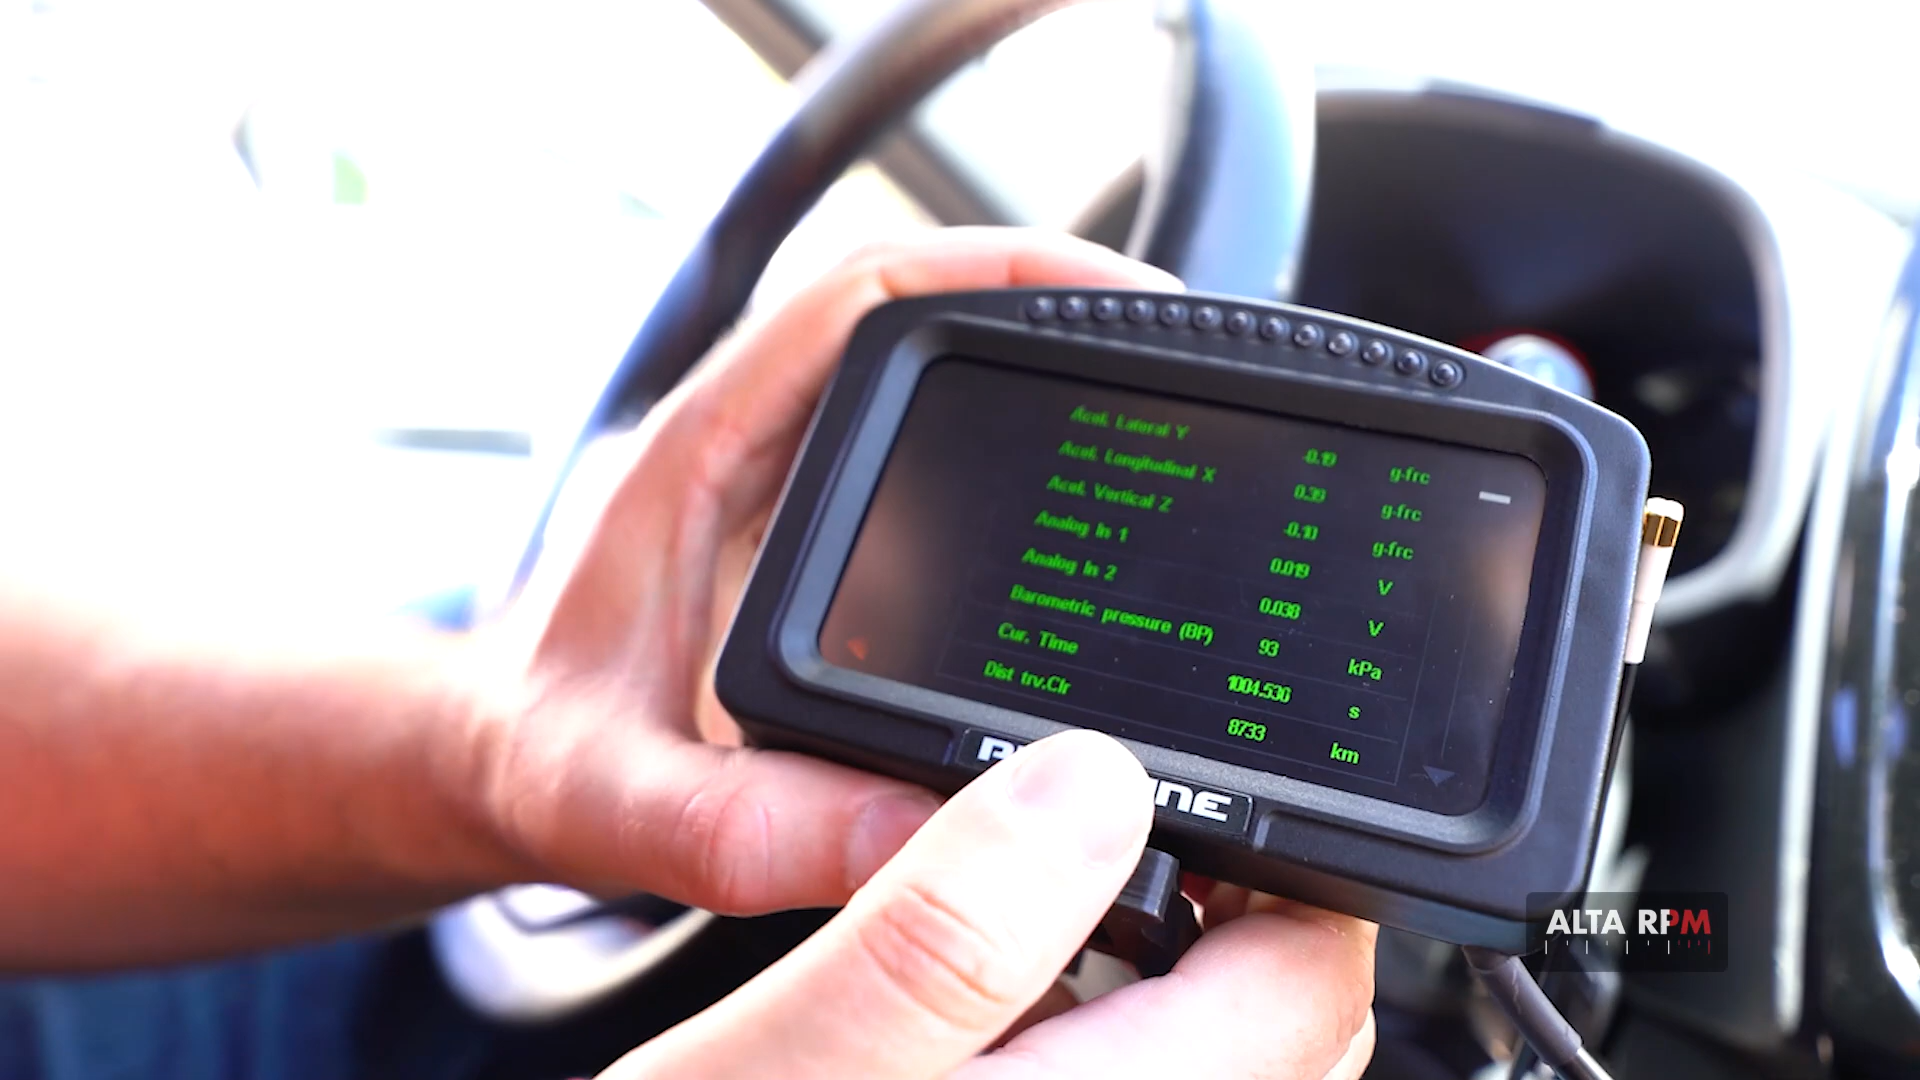 Acel. Lateral Y -0.19 g-frc
Acel. Longitudinal X 0.39 g-frc
Acel. Vertical Z -0.10 g-frc
Analog In 1 0.019 V
Analog In 2 0.038 V
Barometric pressure (BP) 93 kPa
Cur. Time 1004.536 s
Dist trv.Clr 8733 km
ALTA RPM